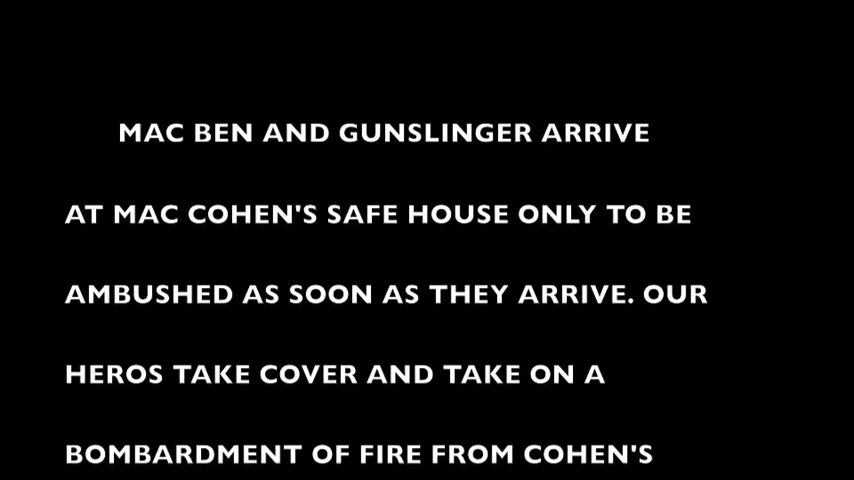 MAC BEN AND GUNSLINGER ARRIVE
AT MAC COHEN'S SAFE HOUSE ONLY TO BE
AMBUSHED AS SOON AS THEY ARRIVE. OUR
HEROS TAKE COVER AND TAKE ON A
BOMBARDMENT OF FIRE FROM COHEN'S